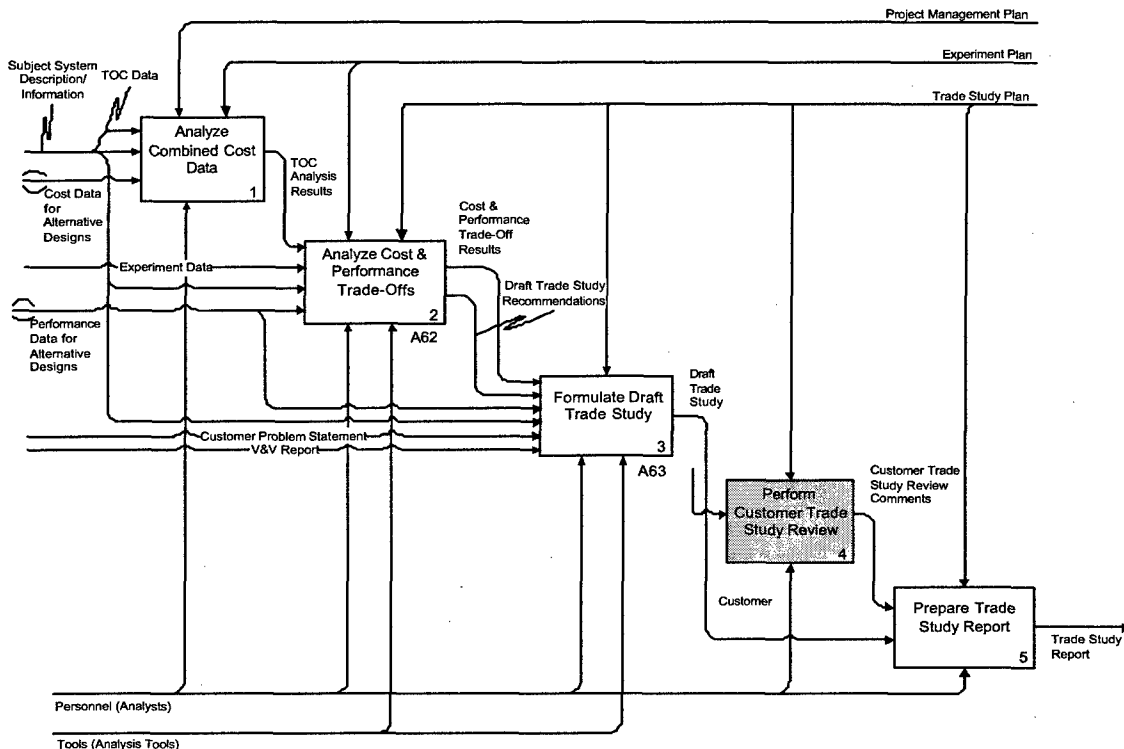 Project Management Plan
Experiment Plan
Trade Study Plan
Subject System
Description/
Information
TOC Data
Analyze
Combined Cost
Data
1
TOC
Analysis
Results
Cost Data
for
Alternative
Designs
Cost &
Performance
Trade-Off
Results
Analyze Cost &
Performance
Trade-Offs
2
A62
Experiment Data
Draft Trade Study
Recommendations
Performance
Data for
Alternative
Designs
Formulate Draft
Trade Study
3
A63
Draft
Trade
Study
Customer Problem Statement
V&V Report
Perform
Customer Trade
Study Review
4
Customer Trade
Study Review
Comments
Customer
Prepare Trade
Study Report
5
Trade Study
Report
Personnel (Analysts)
Tools (Analysis Tools)